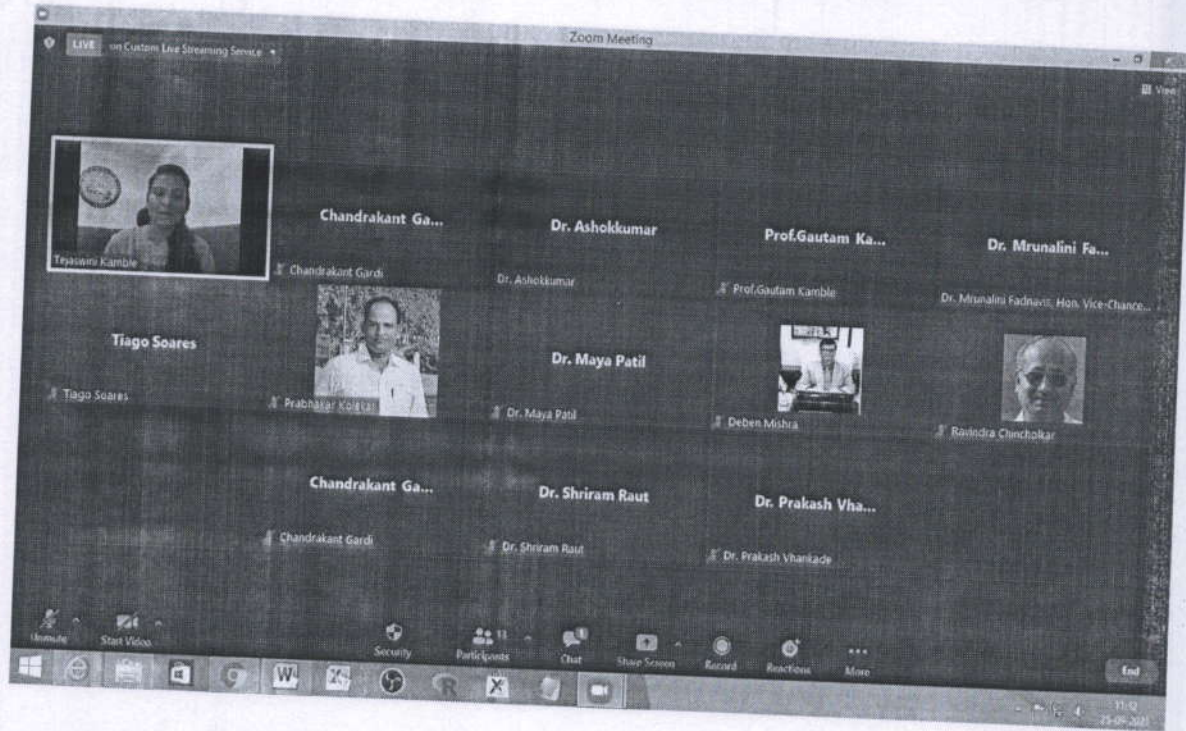 Zoom Meeting
LIVE on Custom Live Streaming Service
View
Tejaswini Kamble
Chandrakant Ga...
Chandrakant Gardi
Dr. Ashokkumar
Dr. Ashokkumar
Prof.Gautam Ka...
Prof.Gautam Kamble
Dr. Mrunalini Fa...
Dr. Mrunalini Fadnavis, Hon. Vice-Chance...
Tiago Soares
Tiago Soares
Prabhakar Kolekar
Dr. Maya Patil
Dr. Maya Patil
Deben Mishra
Ravindra Chincholkar
Chandrakant Ga...
Chandrakant Gardi
Dr. Shriram Raut
Dr. Shriram Raut
Dr. Prakash Vha...
Dr. Prakash Vhankade
Unmute
Start Video
Security
Participants 13
Chat 1
Share Screen
Record
Reactions
More
End
11:12